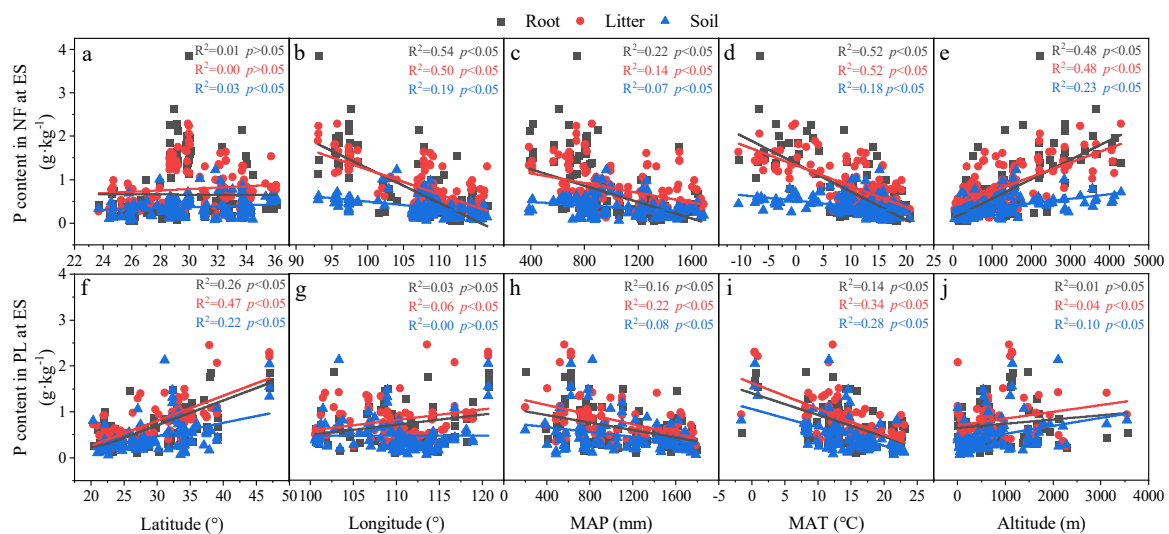 Root Litter Soil
P content in NF at ES
(g·kg⁻¹)
4
3
2
1
0
a
R²=0.01 p>0.05
R²=0.00 p>0.05
R²=0.03 p<0.05
b
R²=0.54 p<0.05
R²=0.50 p<0.05
R²=0.19 p<0.05
c
R²=0.22 p<0.05
R²=0.14 p<0.05
R²=0.07 p<0.05
d
R²=0.52 p<0.05
R²=0.52 p<0.05
R²=0.18 p<0.05
e
R²=0.48 p<0.05
R²=0.48 p<0.05
R²=0.23 p<0.05
22 24 26 28 30 32 34 36
90 95 100 105 110 115
400 800 1200 1600
-10 -5 0 5 10 15 20 25
0 1000 2000 3000 4000 5000
P content in PL at ES
(g·kg⁻¹)
4
3
2
1
0
f
R²=0.26 p<0.05
R²=0.47 p<0.05
R²=0.22 p<0.05
g
R²=0.03 p>0.05
R²=0.06 p<0.05
R²=0.00 p>0.05
h
R²=0.16 p<0.05
R²=0.22 p<0.05
R²=0.08 p<0.05
i
R²=0.14 p<0.05
R²=0.34 p<0.05
R²=0.28 p<0.05
j
R²=0.01 p>0.05
R²=0.04 p<0.05
R²=0.10 p<0.05
20 25 30 35 40 45 50
100 105 110 115 120
0 400 800 1200 1600
-5 0 5 10 15 20 25
0 1000 2000 3000 4000
Latitude (°)
Longitude (°)
MAP (mm)
MAT (℃)
Altitude (m)